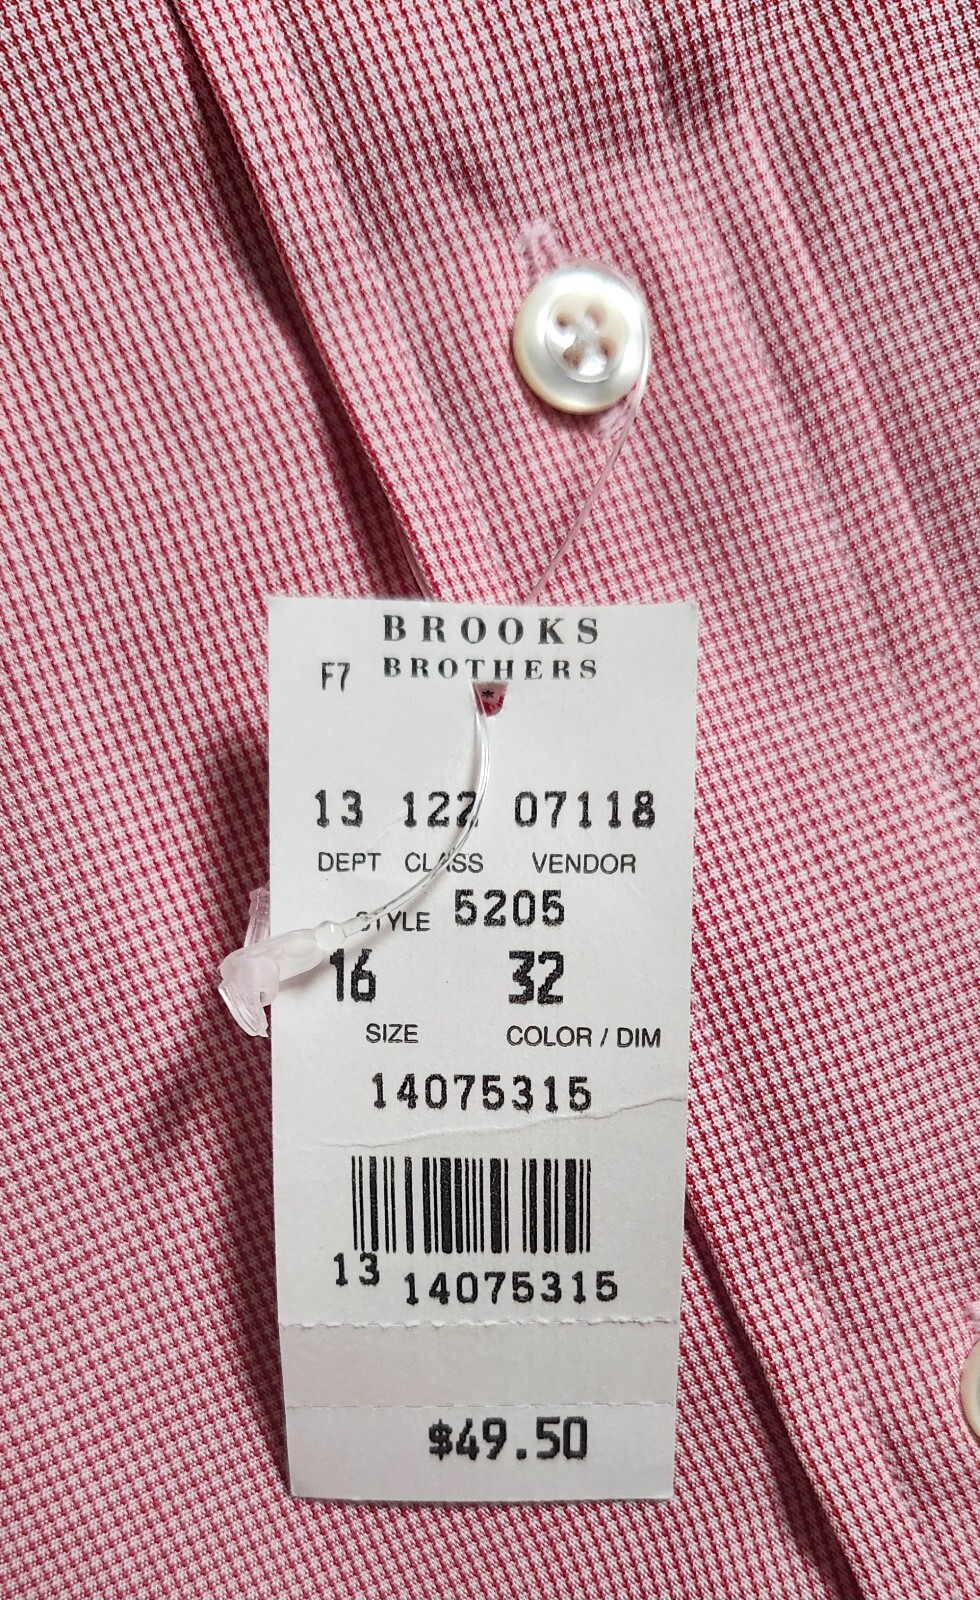 BROOKS
F7 BROTHERS
*
13 122 07118
DEPT CLASS VENDOR
STYLE 5205
16 32
SIZE COLOR / DIM
14075315
13 14075315
$49.50